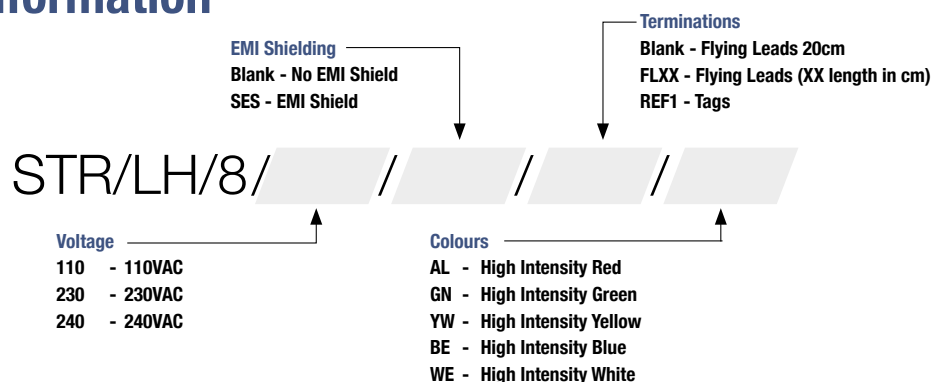 EMI Shielding
Blank - No EMI Shield
SES - EMI Shield
Terminations
Blank - Flying Leads 20cm
FLXX - Flying Leads (XX length in cm)
REF1 - Tags
STR/LH/8/ / / /
Voltage
110 - 110VAC
230 - 230VAC
240 - 240VAC
Colours
AL - High Intensity Red
GN - High Intensity Green
YW - High Intensity Yellow
BE - High Intensity Blue
WE - High Intensity White